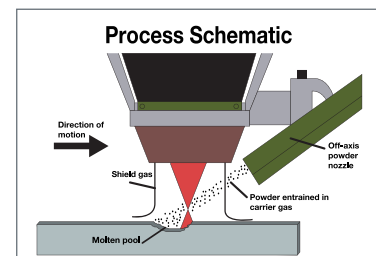 Process Schematic
Direction of
motion
Off-axis
powder
nozzle
Shield gas
Powder entrained in
carrier gas
Molten pool